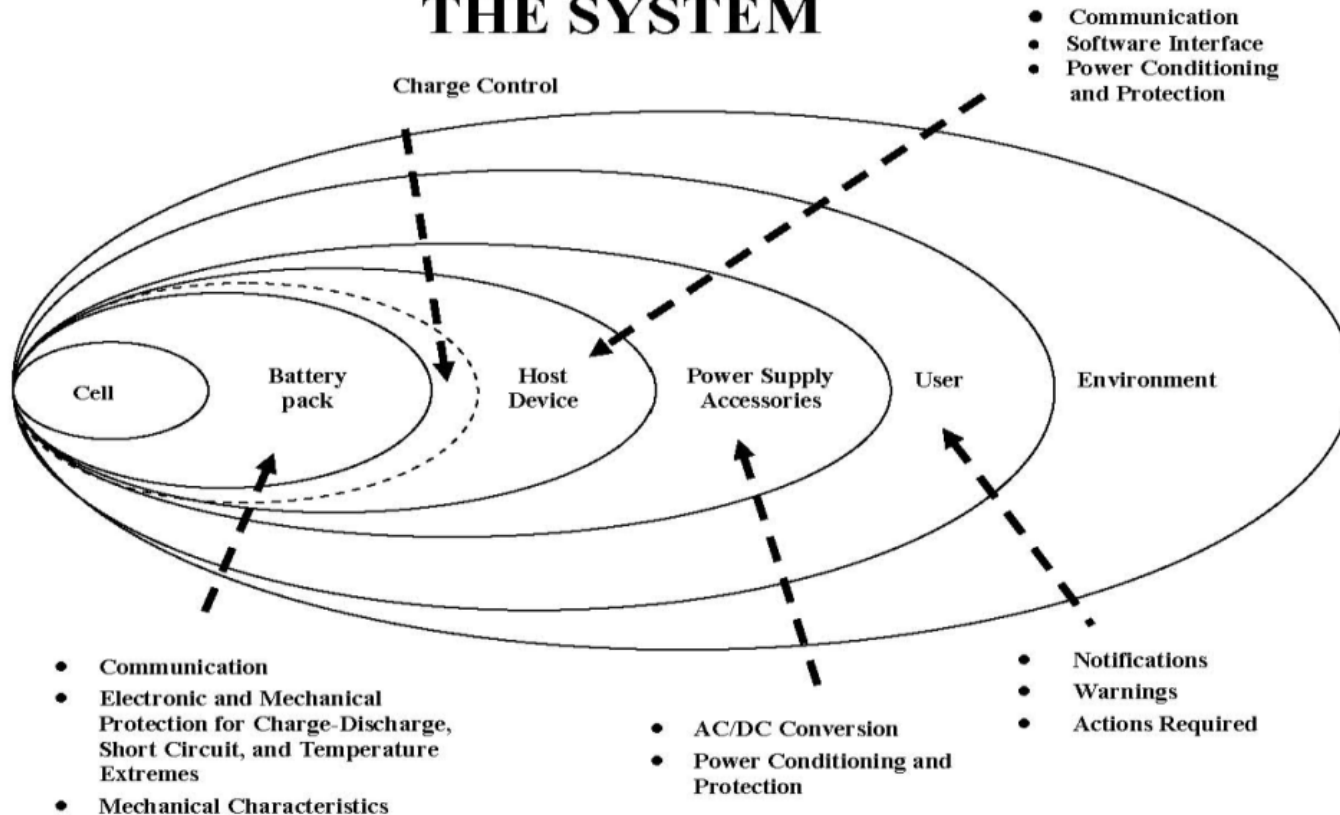 THE SYSTEM
• Communication
• Software Interface
• Power Conditioning
and Protection
Charge Control
Cell
Battery
pack
Host
Device
Power Supply
Accessories
User
Environment
• Communication
• Electronic and Mechanical
Protection for Charge-Discharge,
Short Circuit, and Temperature
Extremes
• Mechanical Characteristics
• AC/DC Conversion
• Power Conditioning and
Protection
• Notifications
• Warnings
• Actions Required